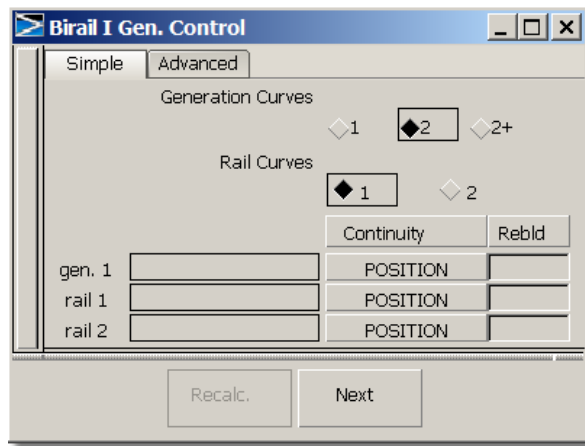 Birail I Gen. Control
Simple Advanced
Generation Curves
1 2 2+
Rail Curves
1 2
Continuity Rebld
gen. 1 POSITION
rail 1 POSITION
rail 2 POSITION
Recalc. Next